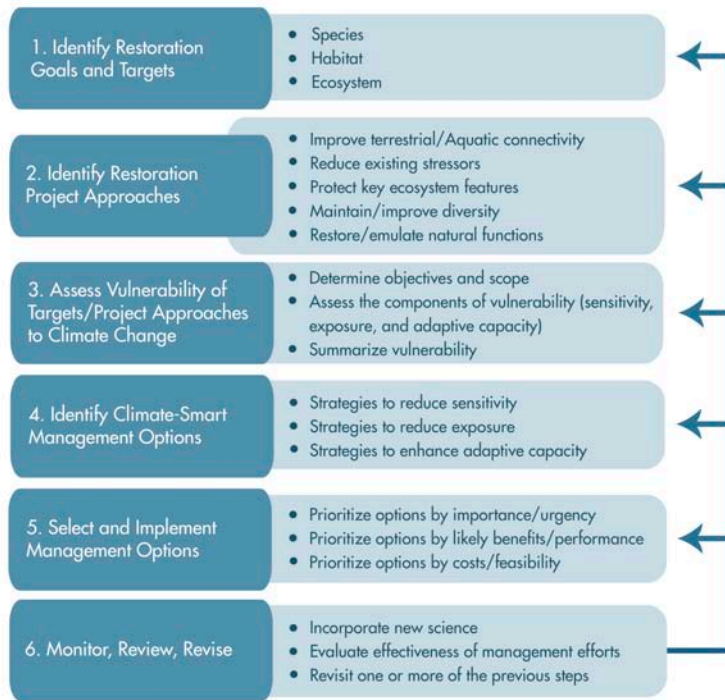 1. Identify Restoration
Goals and Targets
• Species
• Habitat
• Ecosystem
2. Identify Restoration
Project Approaches
• Improve terrestrial/Aquatic connectivity
• Reduce existing stressors
• Protect key ecosystem features
• Maintain/improve diversity
• Restore/emulate natural functions
3. Assess Vulnerability of
Targets/Project Approaches
to Climate Change
• Determine objectives and scope
• Assess the components of vulnerability (sensitivity,
exposure, and adaptive capacity)
• Summarize vulnerability
4. Identify Climate-Smart
Management Options
• Strategies to reduce sensitivity
• Strategies to reduce exposure
• Strategies to enhance adaptive capacity
5. Select and Implement
Management Options
• Prioritize options by importance/urgency
• Prioritize options by likely benefits/performance
• Prioritize options by costs/feasibility
6. Monitor, Review, Revise
• Incorporate new science
• Evaluate effectiveness of management efforts
• Revisit one or more of the previous steps